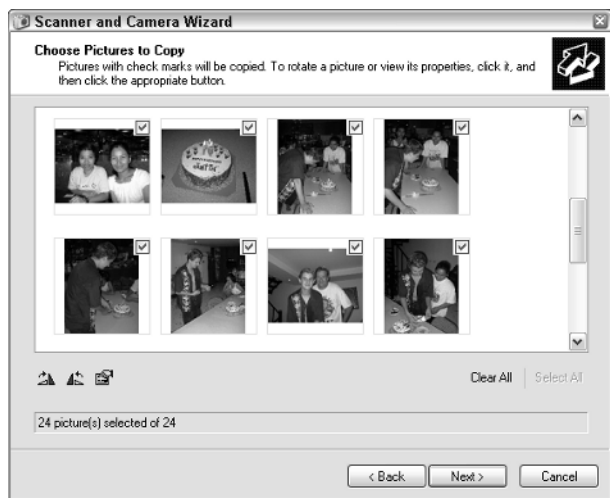 Scanner and Camera Wizard
Choose Pictures to Copy
Pictures with check marks will be copied. To rotate a picture or view its properties, click it, and
then click the appropriate button.
Clear All
Select All
24 picture(s) selected of 24
< Back
Next >
Cancel